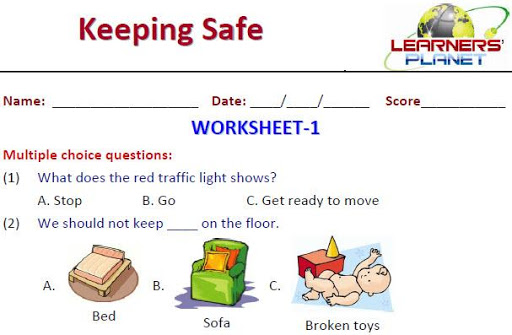 Keeping Safe
LEARNERS'
PLANET
Name: ___________________ Date: ____/____/______ Score___________
WORKSHEET-1
Multiple choice questions:
(1) What does the red traffic light shows?
A. Stop B. Go C. Get ready to move
(2) We should not keep ____ on the floor.
A. B. C.
Bed Sofa Broken toys